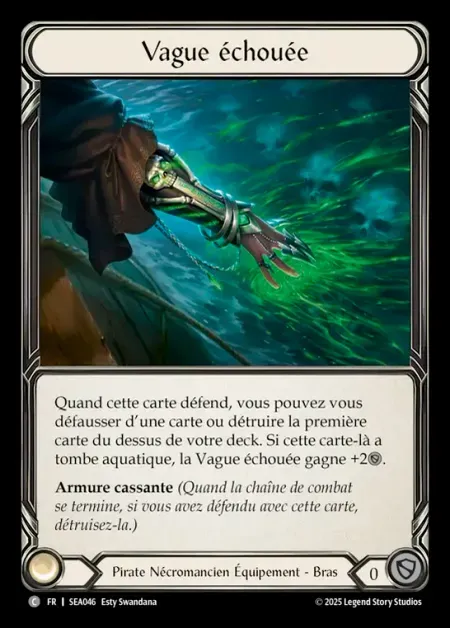 Vague échouée
Quand cette carte défend, vous pouvez vous
défausser d'une carte ou détruire la première
carte du dessus de votre deck. Si cette carte-là a
tombe aquatique, la Vague échouée gagne +2.
Armure cassante (Quand la chaîne de combat
se termine, si vous avez défendu avec cette carte,
détruisez-la.)
Pirate Nécromancien Équipement - Bras
0
C FR | SEA046 Esty Swandana
© 2025 Legend Story Studios